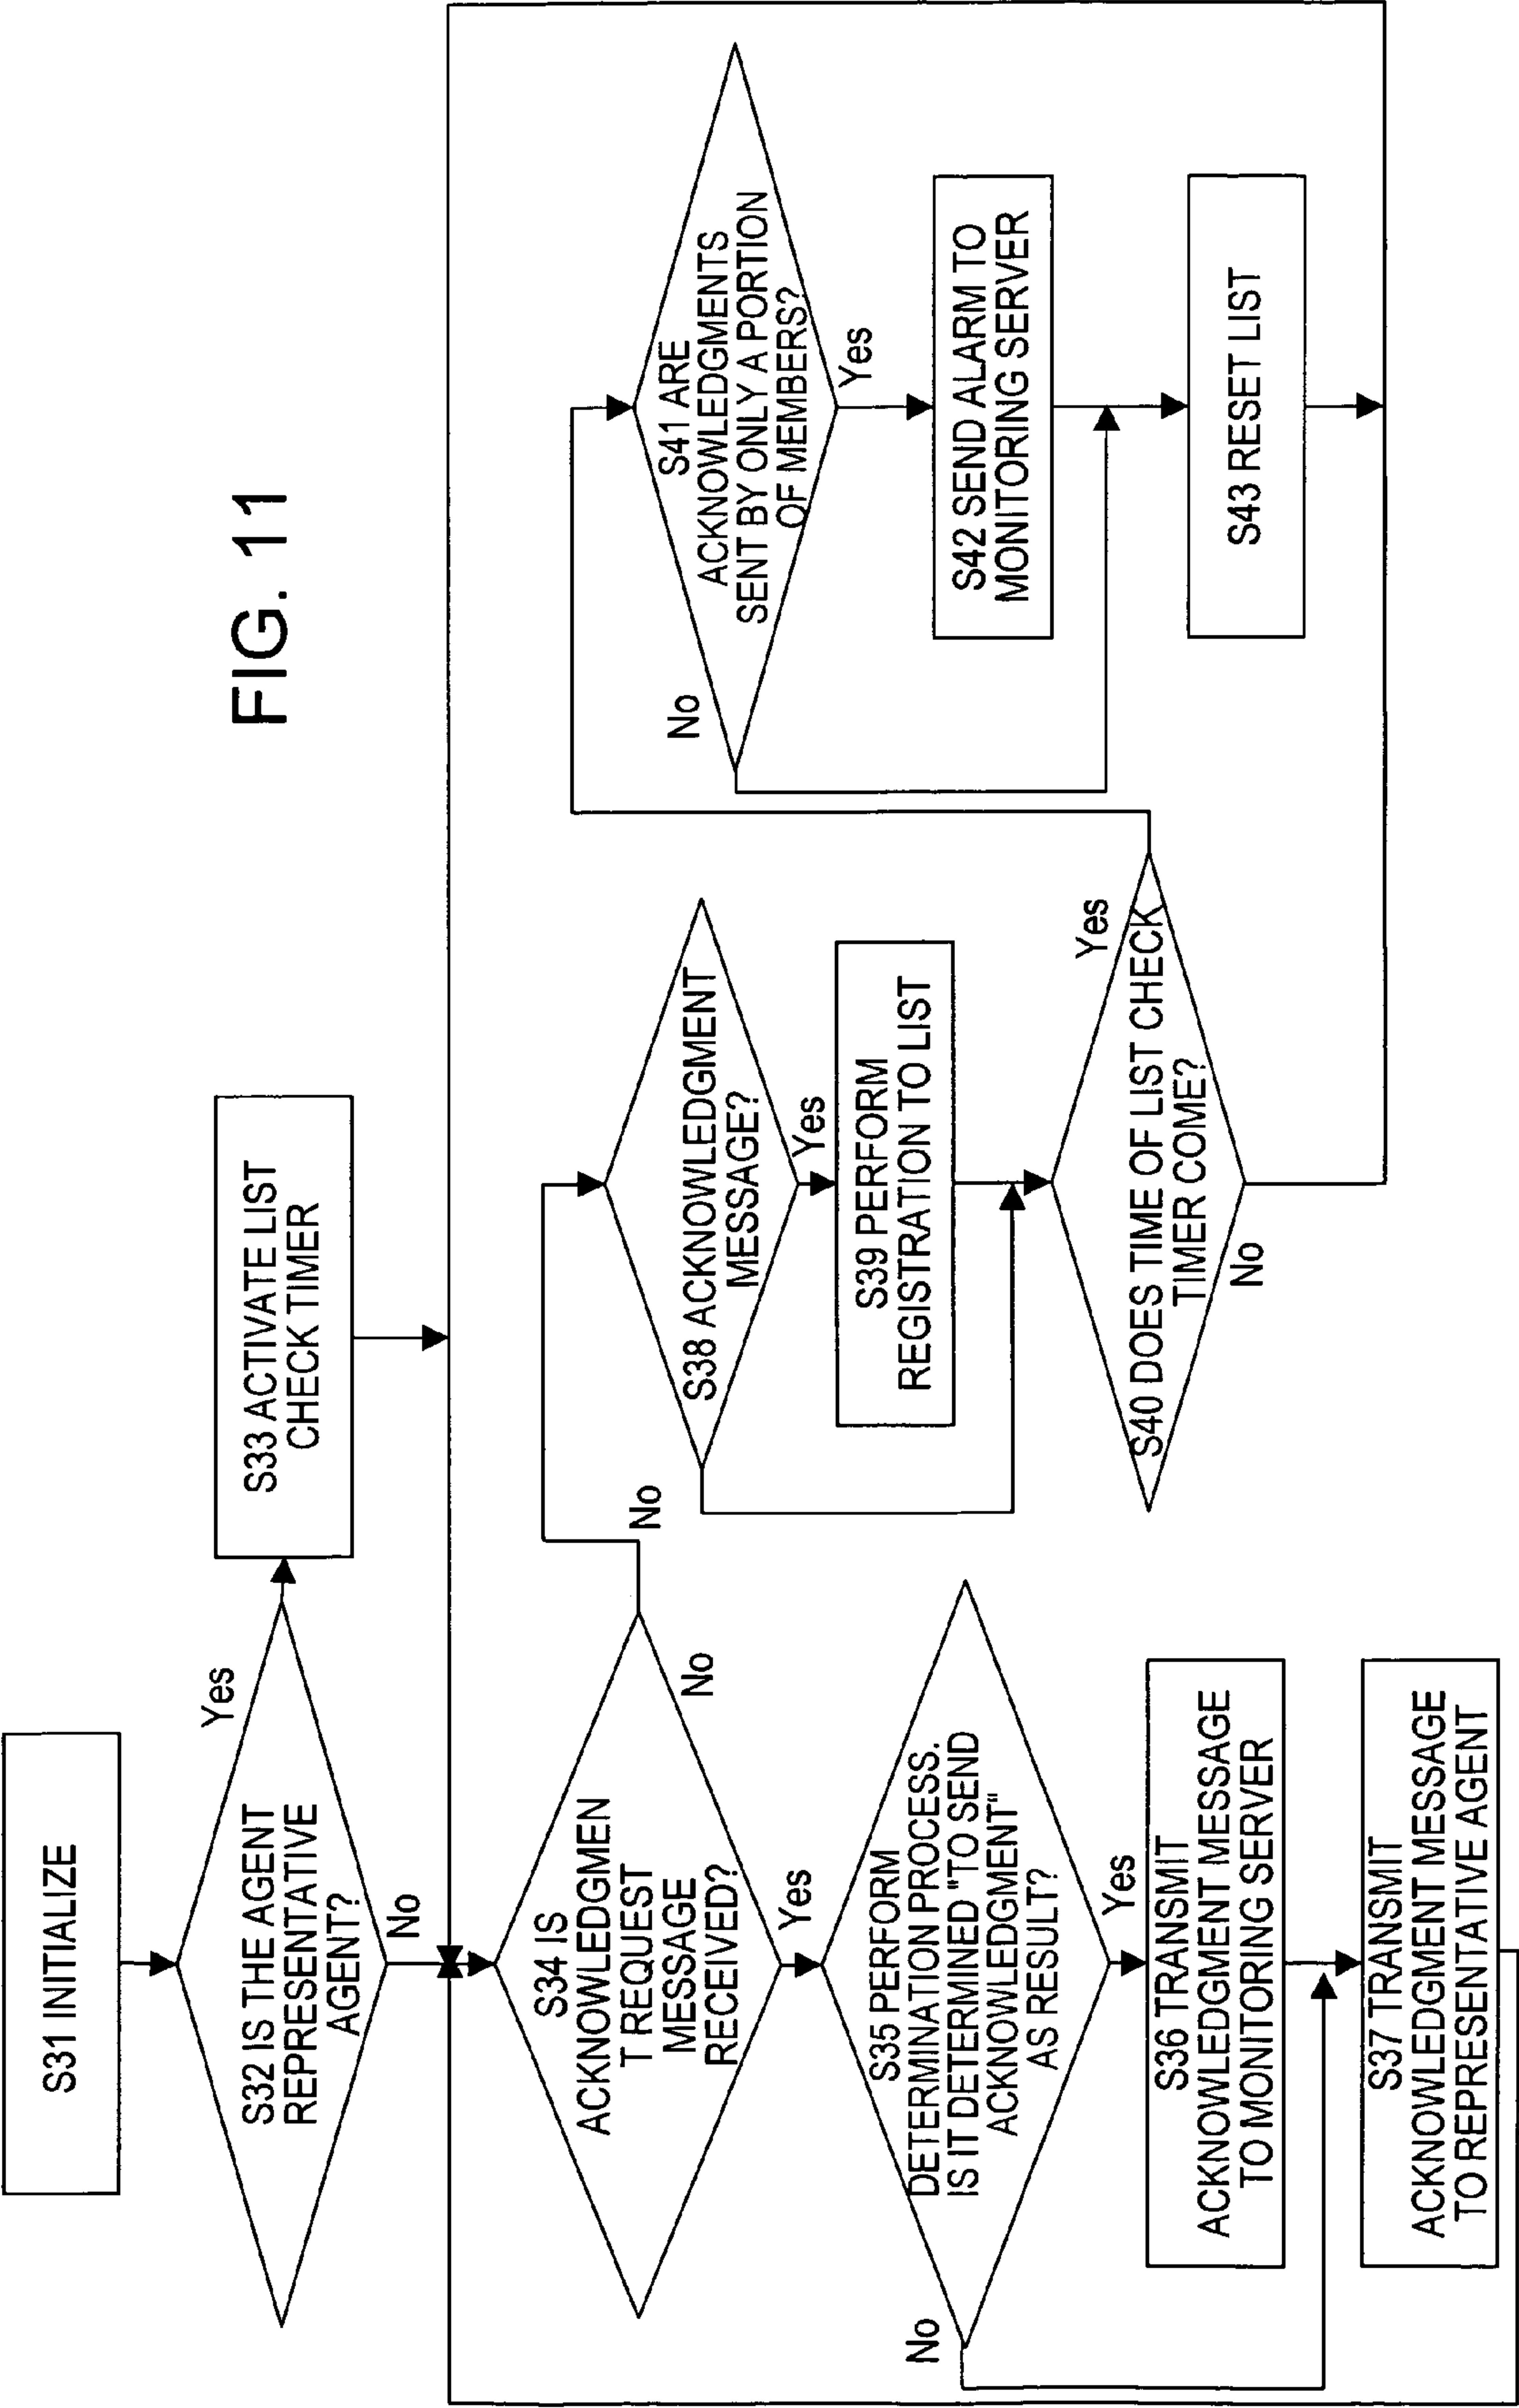 FIG. 11
S31 INITIALIZE
S32 IS THE AGENT
REPRESENTATIVE
AGENT?
Yes
No
S33 ACTIVATE LIST
CHECK TIMER
S34 IS
ACKNOWLEDGMEN
T REQUEST
MESSAGE
RECEIVED?
No
No
Yes
S35 PERFORM
DETERMINATION PROCESS.
IS IT DETERMINED "TO SEND
ACKNOWLEDGMENT"
AS RESULT?
No
Yes
S36 TRANSMIT
ACKNOWLEDGMENT MESSAGE
TO MONITORING SERVER
S37 TRANSMIT
ACKNOWLEDGMENT MESSAGE
TO REPRESENTATIVE AGENT
S38 ACKNOWLEDGMENT
MESSAGE?
Yes
S39 PERFORM
REGISTRATION TO LIST
S40 DOES TIME OF LIST CHECK
TIMER COME?
Yes
No
S41 ARE
ACKNOWLEDGMENTS
SENT BY ONLY A PORTION
OF MEMBERS?
No
Yes
S42 SEND ALARM TO
MONITORING SERVER
S43 RESET LIST